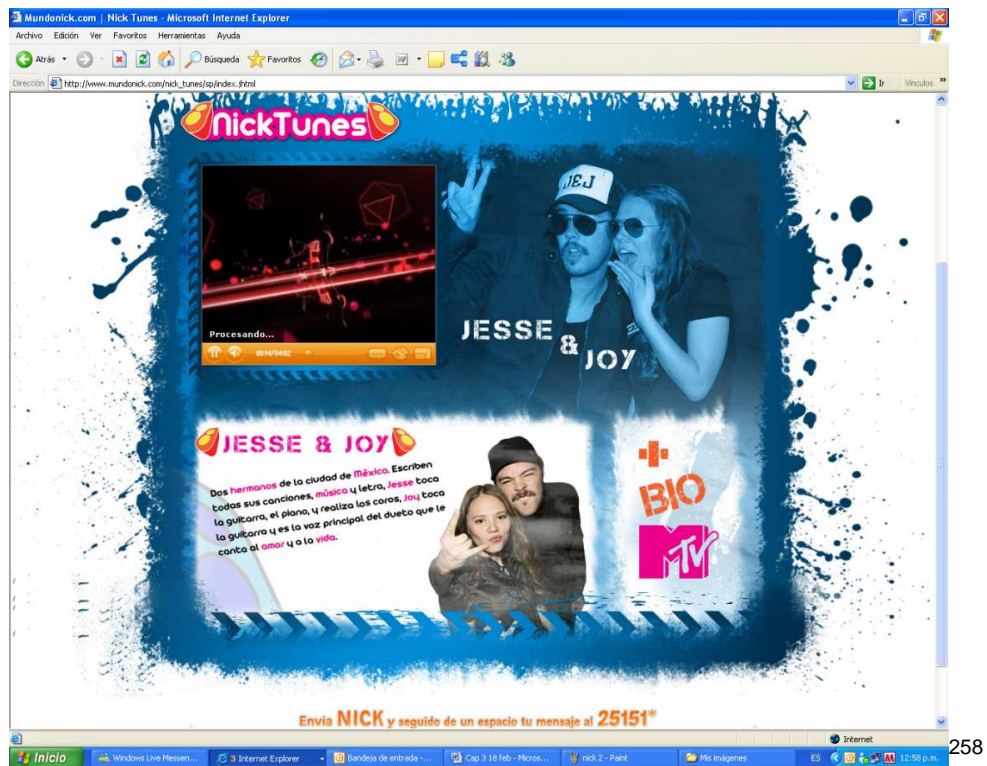 Mundonick.com | Nick Tunes - Microsoft Internet Explorer
Archivo Edición Ver Favoritos Herramientas Ayuda
Atrás Búsqueda Favoritos
Dirección http://www.mundonick.com/nick_tunes/sp/index.jhtml Ir Vínculos
NickTunes
JEJ
Procesando...
JESSE
&
JOY
JESSE & JOY
Dos hermanos de la ciudad de México. Escriben
todas sus canciones, música y letra, Jesse toca
la guitarra, el piano, y realiza los coros, Joy toca
la guitarra y es la voz principal del dueto que le
canta al amor y a la vida.
+
BIO
MTV
Envia NICK y seguido de un espacio tu mensaje al 25151*
Internet
258
Inicio Windows Live Messen... 3 Internet Explorer Bandeja de entrada -... Cap 3 18 feb - Micros... nick 2 - Paint Mis imágenes ES 12:58 p.m.